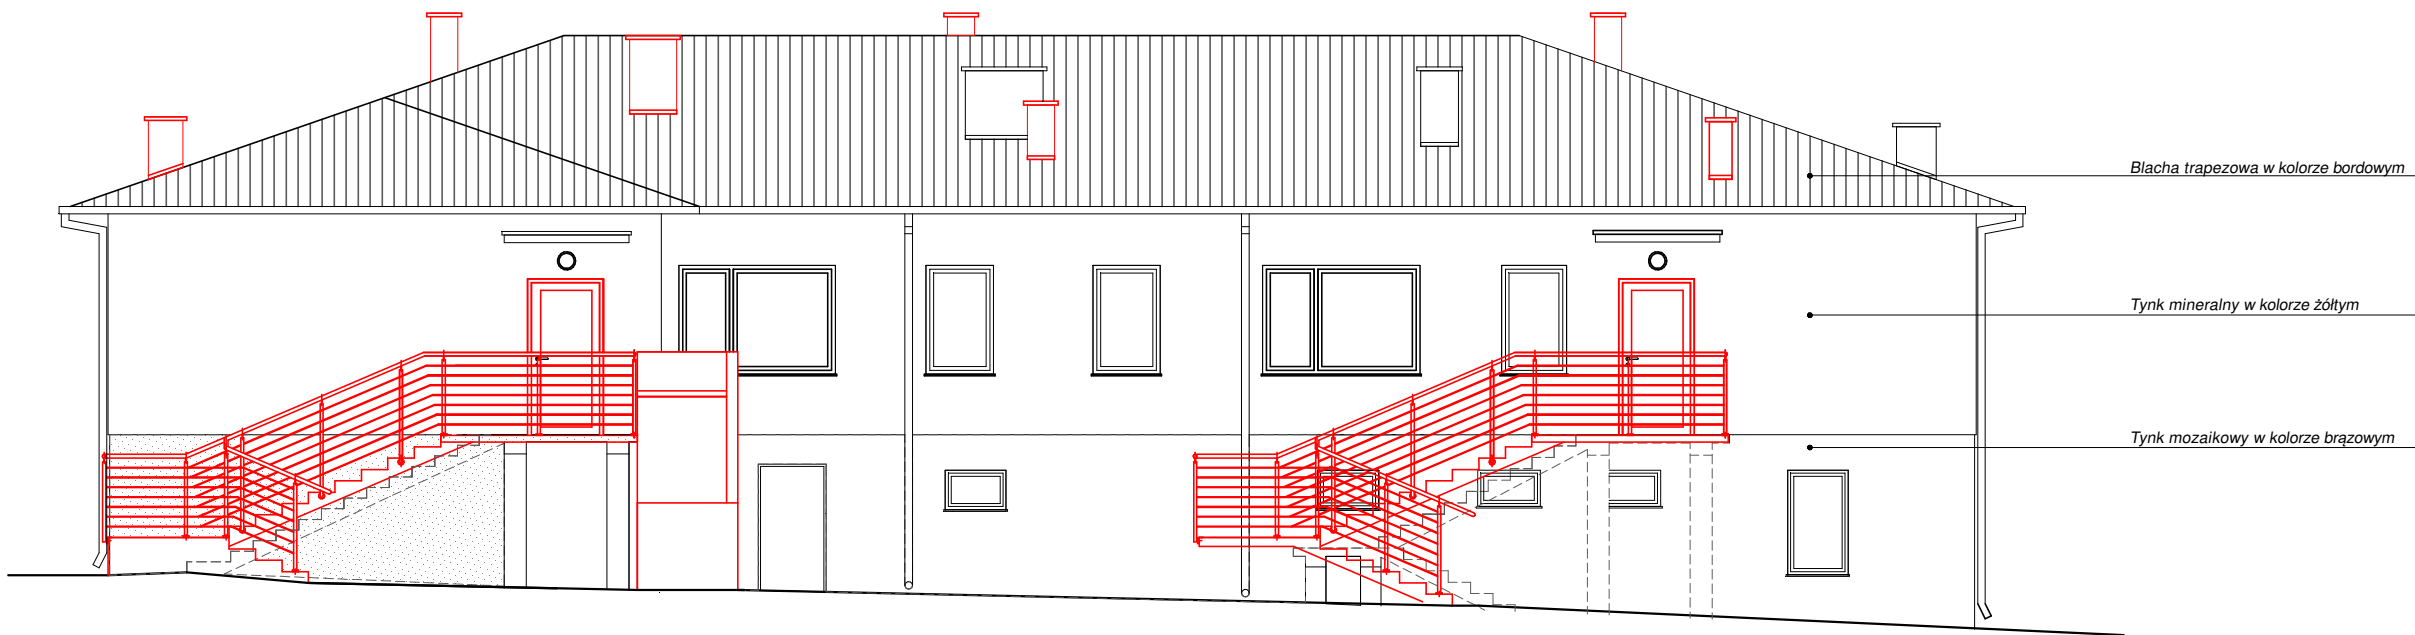 Blacha trapezowa w kolorze bordowym
Tynk mineralny w kolorze żółtym
Tynk mozaikowy w kolorze brązowym